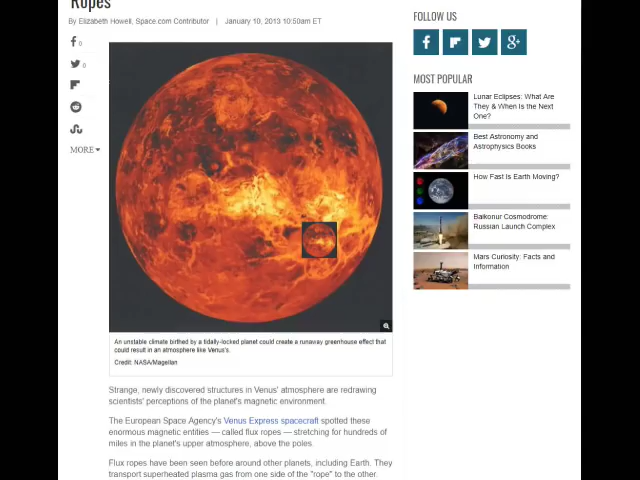 Ropes
By Elizabeth Howell, Space.com Contributor | January 10, 2013 10:50am ET
0
0
MORE
An unstable climate birthed by a tidally-locked planet could create a runaway greenhouse effect that
could result in an atmosphere like Venus's.
Credit: NASA/Magellan
Strange, newly discovered structures in Venus' atmosphere are redrawing
scientists' perceptions of the planet's magnetic environment.
The European Space Agency's Venus Express spacecraft spotted these
enormous magnetic entities — called flux ropes — stretching for hundreds of
miles in the planet's upper atmosphere, above the poles.
Flux ropes have been seen before around other planets, including Earth. They
transport superheated plasma gas from one side of the "rope" to the other.
FOLLOW US
MOST POPULAR
Lunar Eclipses: What Are
They & When Is the Next
One?
Best Astronomy and
Astrophysics Books
How Fast Is Earth Moving?
Baikonur Cosmodrome:
Russian Launch Complex
Mars Curiosity: Facts and
Information